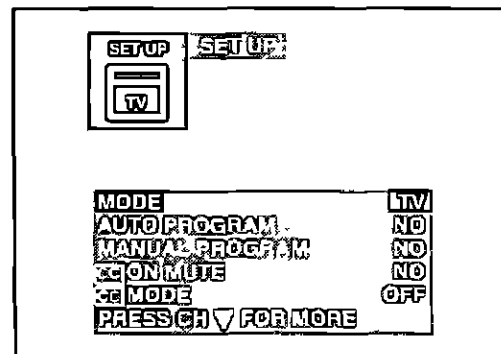 SET UP SET UP
TV
MODE TV
AUTO PROGRAM NO
MANUAL PROGRAM NO
CC ON MUTE NO
CC MODE OFF
PRESS CH ▽ FOR MORE